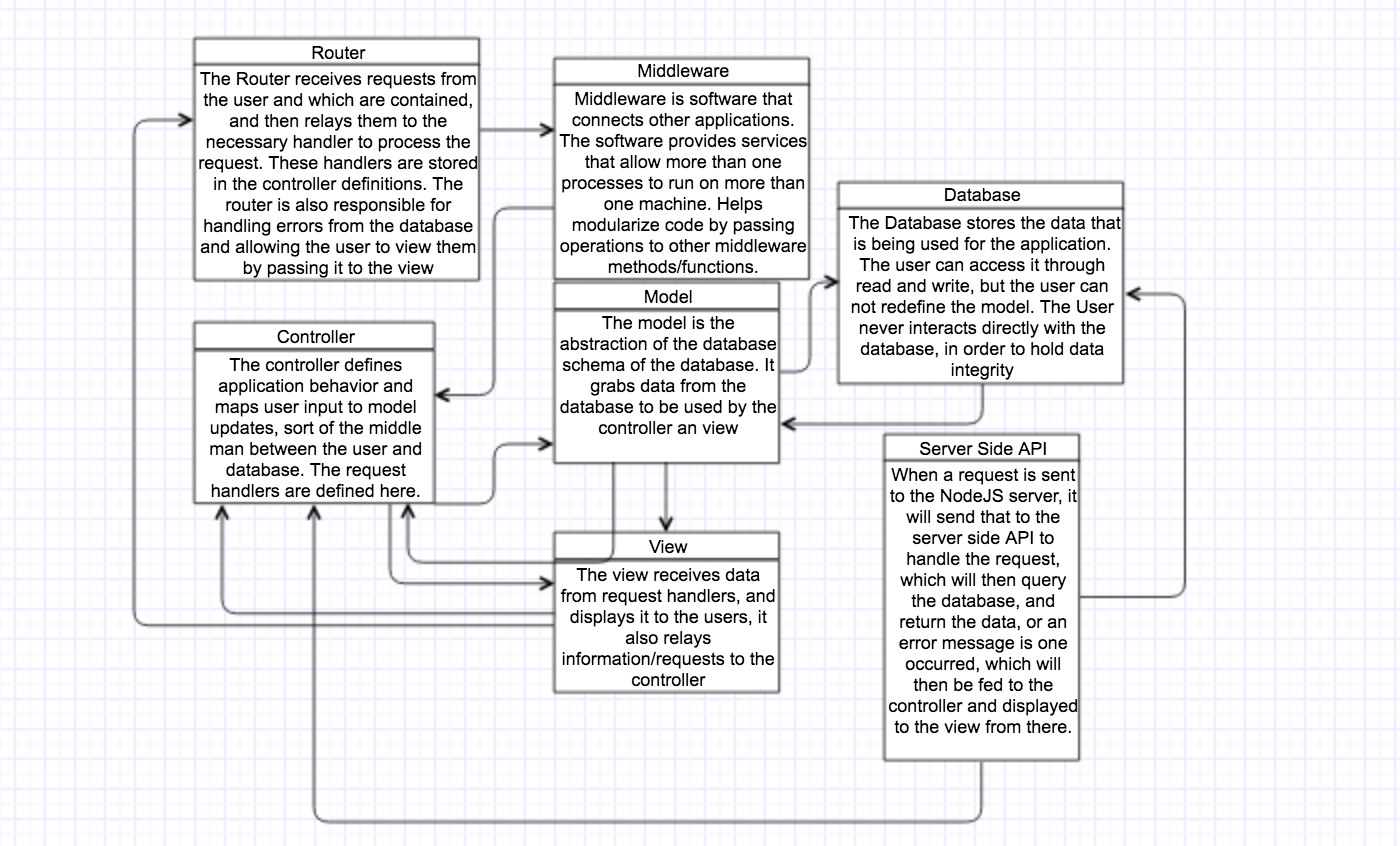 Router
The Router receives requests from
the user and which are contained,
and then relays them to the
necessary handler to process the
request. These handlers are stored
in the controller definitions. The
router is also responsible for
handling errors from the database
and allowing the user to view them
by passing it to the view
Middleware
Middleware is software that
connects other applications.
The software provides services
that allow more than one
processes to run on more than
one machine. Helps
modularize code by passing
operations to other middleware
methods/functions.
Database
The Database stores the data that
is being used for the application.
The user can access it through
read and write, but the user can
not redefine the model. The User
never interacts directly with the
database, in order to hold data
integrity
Model
The model is the
abstraction of the database
schema of the database. It
grabs data from the
database to be used by the
controller an view
Controller
The controller defines
application behavior and
maps user input to model
updates, sort of the middle
man between the user and
database. The request
handlers are defined here.
Server Side API
When a request is sent
to the NodeJS server, it
will send that to the
server side API to
handle the request,
which will then query
the database, and
return the data, or an
error message is one
occurred, which will
then be fed to the
controller and displayed
to the view from there.
View
The view receives data
from request handlers, and
displays it to the users, it
also relays
information/requests to the
controller